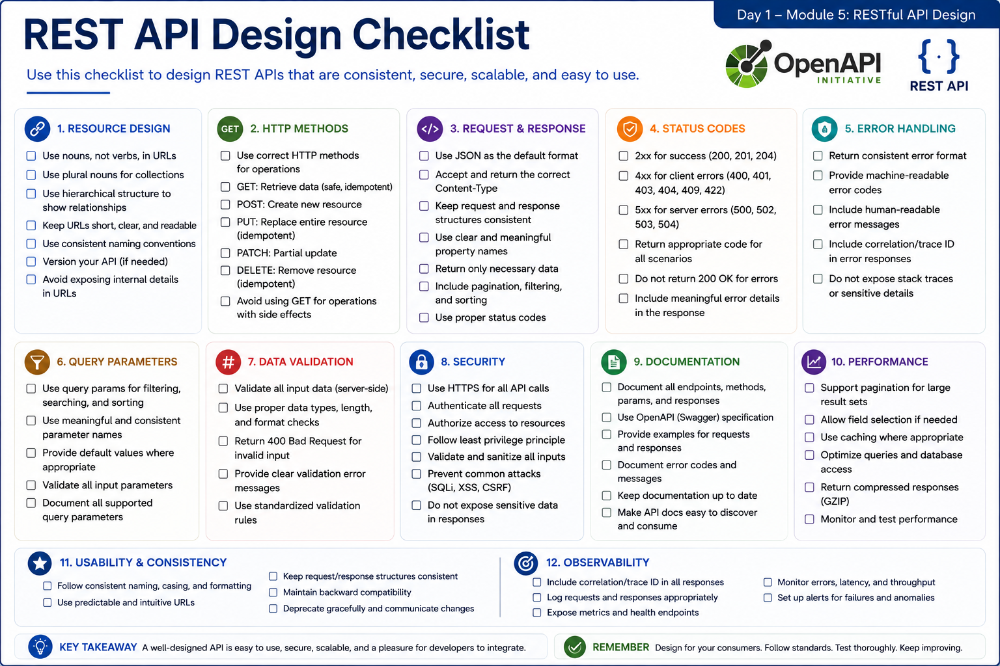 Day 1 – Module 5: RESTful API Design
REST API Design Checklist
Use this checklist to design REST APIs that are consistent, secure, scalable, and easy to use.
OpenAPI
INITIATIVE
{·}
REST API
1. RESOURCE DESIGN
Use nouns, not verbs, in URLs
Use plural nouns for collections
Use hierarchical structure to
show relationships
Keep URLs short, clear, and readable
Use consistent naming conventions
Version your API (if needed)
Avoid exposing internal details
in URLs
GET
2. HTTP METHODS
Use correct HTTP methods
for operations
GET: Retrieve data (safe, idempotent)
POST: Create new resource
PUT: Replace entire resource
(idempotent)
PATCH: Partial update
DELETE: Remove resource
(idempotent)
Avoid using GET for operations
with side effects
</>
3. REQUEST & RESPONSE
Use JSON as the default format
Accept and return the correct
Content-Type
Keep request and response
structures consistent
Use clear and meaningful
property names
Return only necessary data
Include pagination, filtering,
and sorting
Use proper status codes
4. STATUS CODES
2xx for success (200, 201, 204)
4xx for client errors (400, 401,
403, 404, 409, 422)
5xx for server errors (500, 502,
503, 504)
Return appropriate code for
all scenarios
Do not return 200 OK for errors
Include meaningful error details
in the response
5. ERROR HANDLING
Return consistent error format
Provide machine-readable
error codes
Include human-readable
error messages
Include correlation/trace ID
in error responses
Do not expose stack traces
or sensitive details
6. QUERY PARAMETERS
Use query params for filtering,
searching, and sorting
Use meaningful and consistent
parameter names
Provide default values where
appropriate
Validate all input parameters
Document all supported
query parameters
#
7. DATA VALIDATION
Validate all input data (server-side)
Use proper data types, length,
and format checks
Return 400 Bad Request for
invalid input
Provide clear validation error
messages
Use standardized validation
rules
8. SECURITY
Use HTTPS for all API calls
Authenticate all requests
Authorize access to resources
Follow least privilege principle
Validate and sanitize all inputs
Prevent common attacks
(SQLi, XSS, CSRF)
Do not expose sensitive data
in responses
9. DOCUMENTATION
Document all endpoints, methods,
params, and responses
Use OpenAPI (Swagger) specification
Provide examples for requests
and responses
Document error codes and
messages
Keep documentation up to date
Make API docs easy to discover
and consume
10. PERFORMANCE
Support pagination for large
result sets
Allow field selection if needed
Use caching where appropriate
Optimize queries and database
access
Return compressed responses
(GZIP)
Monitor and test performance
11. USABILITY & CONSISTENCY
Follow consistent naming, casing, and formatting
Use predictable and intuitive URLs
Keep request/response structures consistent
Maintain backward compatibility
Deprecate gracefully and communicate changes
12. OBSERVABILITY
Include correlation/trace ID in all responses
Log requests and responses appropriately
Expose metrics and health endpoints
Monitor errors, latency, and throughput
Set up alerts for failures and anomalies
KEY TAKEAWAY A well-designed API is easy to use, secure, scalable, and a pleasure for developers to integrate.
REMEMBER Design for your consumers. Follow standards. Test thoroughly. Keep improving.